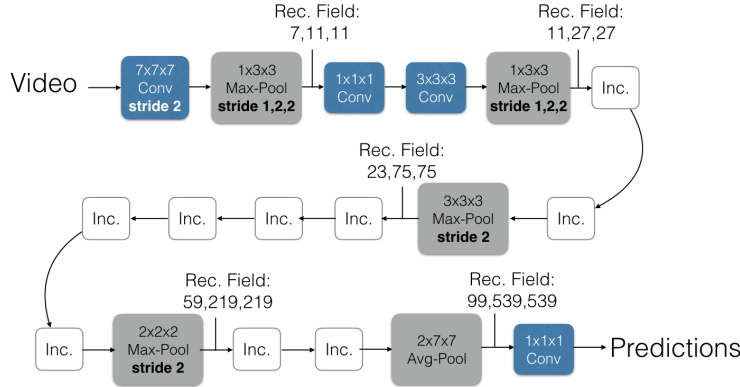 Rec. Field:
7,11,11
Rec. Field:
11,27,27
Video
7x7x7
Conv
stride 2
1x3x3
Max-Pool
stride 1,2,2
1x1x1
Conv
3x3x3
Conv
1x3x3
Max-Pool
stride 1,2,2
Inc.
Rec. Field:
23,75,75
Inc.
Inc.
Inc.
Inc.
3x3x3
Max-Pool
stride 2
Inc.
Rec. Field:
59,219,219
Rec. Field:
99,539,539
Inc.
2x2x2
Max-Pool
stride 2
Inc.
Inc.
2x7x7
Avg-Pool
1x1x1
Conv
Predictions